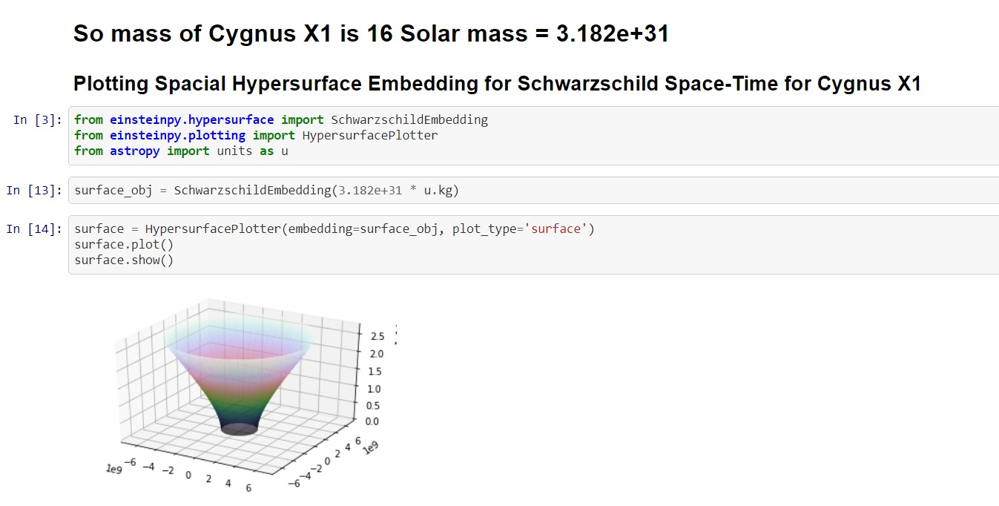 So mass of Cygnus X1 is 16 Solar mass = 3.182e+31
Plotting Spacial Hypersurface Embedding for Schwarzschild Space-Time for Cygnus X1
In [3]: from einsteinpy.hypersurface import SchwarzschildEmbedding
from einsteinpy.plotting import HypersurfacePlotter
from astropy import units as u
In [13]: surface_obj = SchwarzschildEmbedding(3.182e+31 * u.kg)
In [14]: surface = HypersurfacePlotter(embedding=surface_obj, plot_type='surface')
surface.plot()
surface.show()
2.5
2.0
1.5
1.0
0.5
0.0
1e9 −6 −4 −2 0 2 4 6
−6 −4 −2 0 2 4 6 1e9